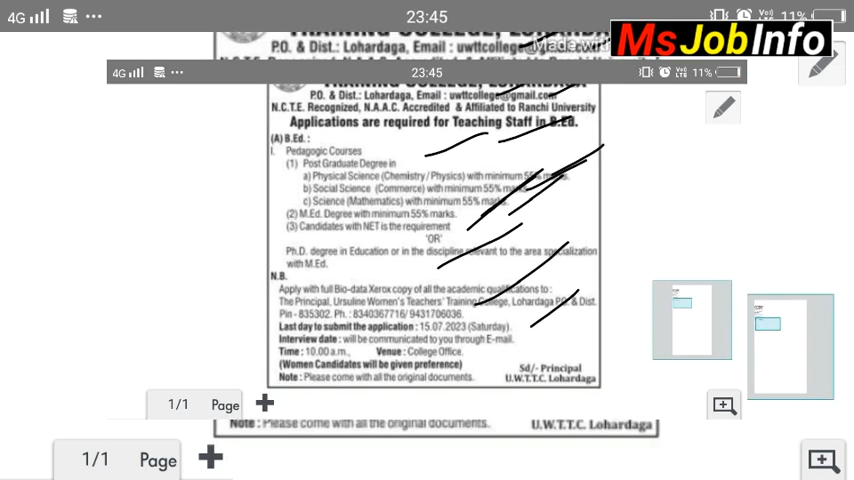 4G 23:45 11%
TRAINING COLLEGE, LOHARDAGA
P.O. & Dist.: Lohardaga, Email : uwttcollege
Made with
MsJobInfo
4G 23:45 11%
TRAINING COLLEGE, LOHARDAGA
P.O. & Dist.: Lohardaga, Email : uwttcollege@gmail.com
N.C.T.E. Recognized, N.A.A.C. Accredited & Affiliated to Ranchi University
Applications are required for Teaching Staff in B.Ed.
(A) B.Ed. :
I. Pedagogic Courses
(1) Post Graduate Degree in
a) Physical Science (Chemistry / Physics) with minimum 55% marks.
b) Social Science (Commerce) with minimum 55% marks.
c) Science (Mathematics) with minimum 55% marks.
(2) M.Ed. Degree with minimum 55% marks.
(3) Candidates with NET is the requirement
'OR'
Ph.D. degree in Education or in the discipline relevant to the area specialization
with M.Ed.
N.B.
Apply with full Bio-data Xerox copy of all the academic qualifications to :
The Principal, Ursuline Women's Teachers' Training College, Lohardaga P.O. & Dist.
Pin - 835302. Ph. : 8340367716/ 9431706036.
Last day to submit the application : 15.07.2023 (Saturday).
Interview date : will be communicated to you through E-mail.
Time : 10.00 a.m., Venue : College Office.
(Women Candidates will be given preference)
Note : Please come with all the original documents.
Sd/- Principal
U.W.T.T.C. Lohardaga
1/1 Page +
Note : Please come with all the original documents. U.W.T.T.C. Lohardaga
1/1 Page +